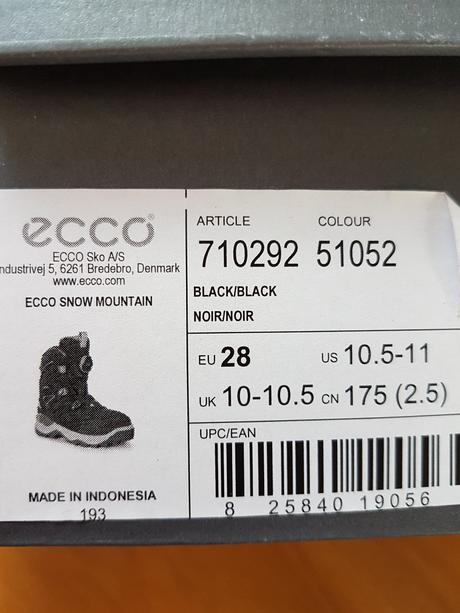 ecco®
ECCO Sko A/S
ndustrivej 5, 6261 Bredebro, Denmark
www.ecco.com
ECCO SNOW MOUNTAIN
MADE IN INDONESIA
193
ARTICLE COLOUR
710292 51052
BLACK/BLACK
NOIR/NOIR
EU 28 US 10.5-11
UK 10-10.5 CN 175 (2.5)
UPC/EAN
8 25840 19056